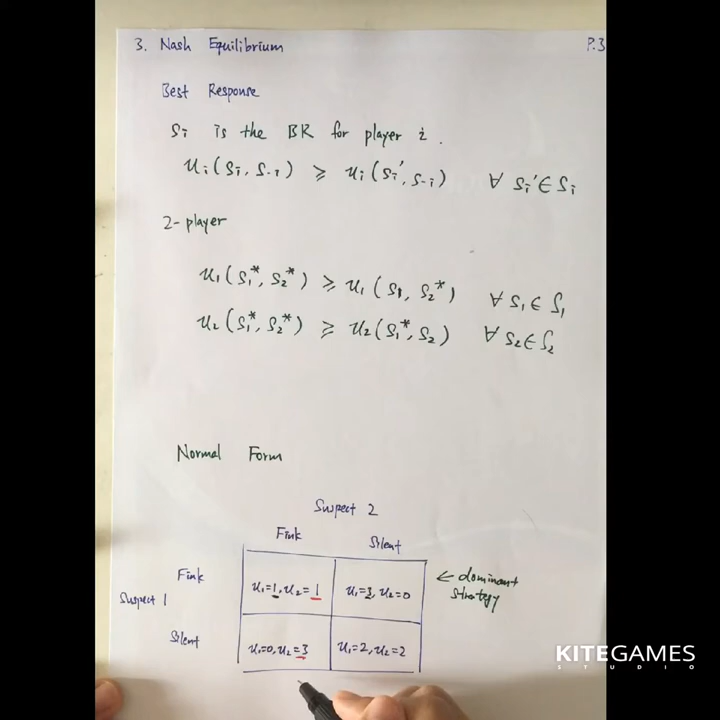 3. Nash Equilibrium P.3
Best Response
Si is the BR for player i.
Ui(Si, S-i) ≥ Ui(Si', S-i) ∀ Si' ∈ Si
2-player
U1(S1*, S2*) ≥ U1(S1, S2*) ∀ S1 ∈ S1
U2(S1*, S2*) ≥ U2(S1*, S2) ∀ S2 ∈ S2
Normal Form
Suspect 2
Fink Silent
Fink U1=1, U2=1 U1=3, U2=0 ← dominant strategy
Suspect 1
Silent U1=0, U2=3 U1=2, U2=2
KITEGAMES
STUDIO